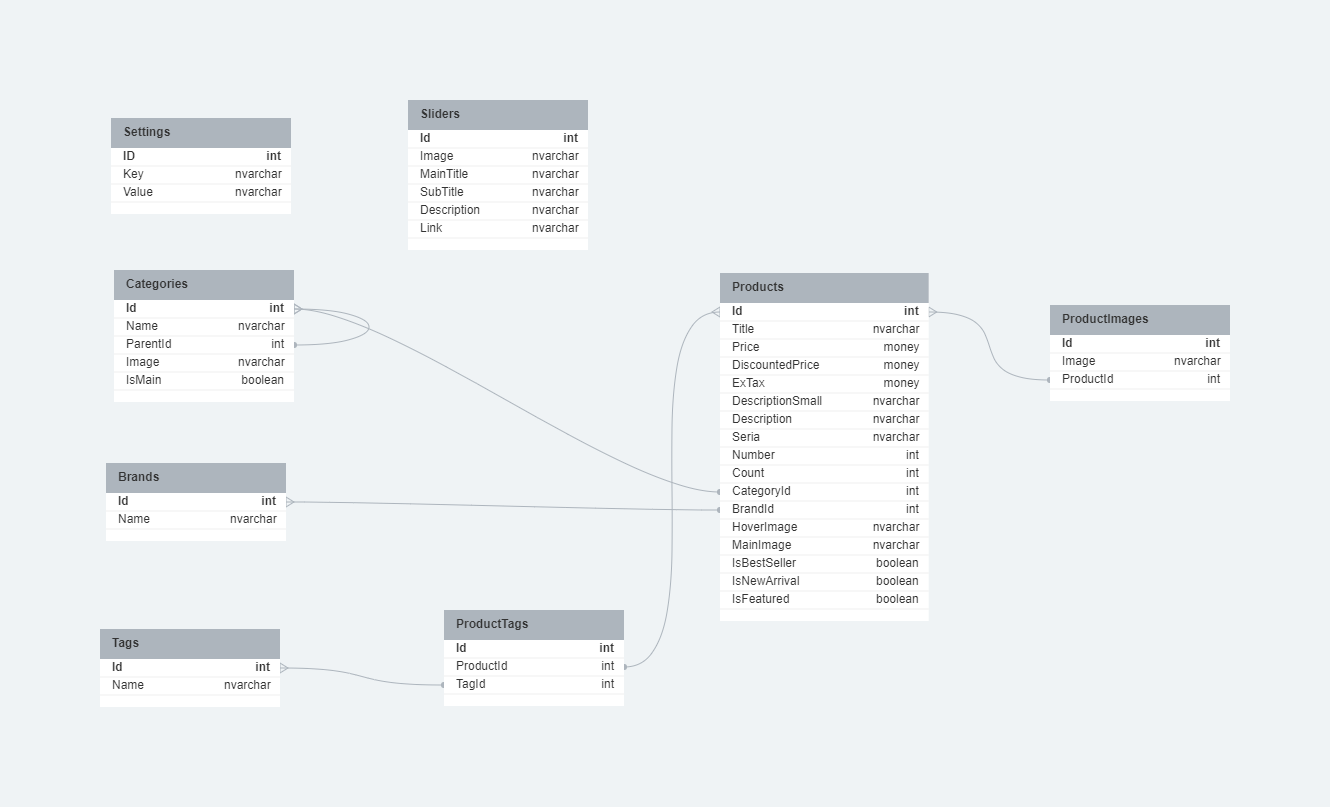 Settings
ID int
Key nvarchar
Value nvarchar
Sliders
Id int
Image nvarchar
MainTitle nvarchar
SubTitle nvarchar
Description nvarchar
Link nvarchar
Categories
Id int
Name nvarchar
ParentId int
Image nvarchar
IsMain boolean
Products
Id int
Title nvarchar
Price money
DiscountedPrice money
ExTax money
DescriptionSmall nvarchar
Description nvarchar
Seria nvarchar
Number int
Count int
CategoryId int
BrandId int
HoverImage nvarchar
MainImage nvarchar
IsBestSeller boolean
IsNewArrival boolean
IsFeatured boolean
ProductImages
Id int
Image nvarchar
ProductId int
Brands
Id int
Name nvarchar
Tags
Id int
Name nvarchar
ProductTags
Id int
ProductId int
TagId int